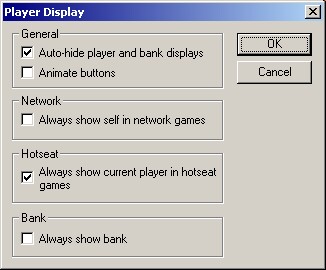 Player Display
General
Auto-hide player and bank displays
Animate buttons
OK
Cancel
Network
Always show self in network games
Hotseat
Always show current player in hotseat
games
Bank
Always show bank